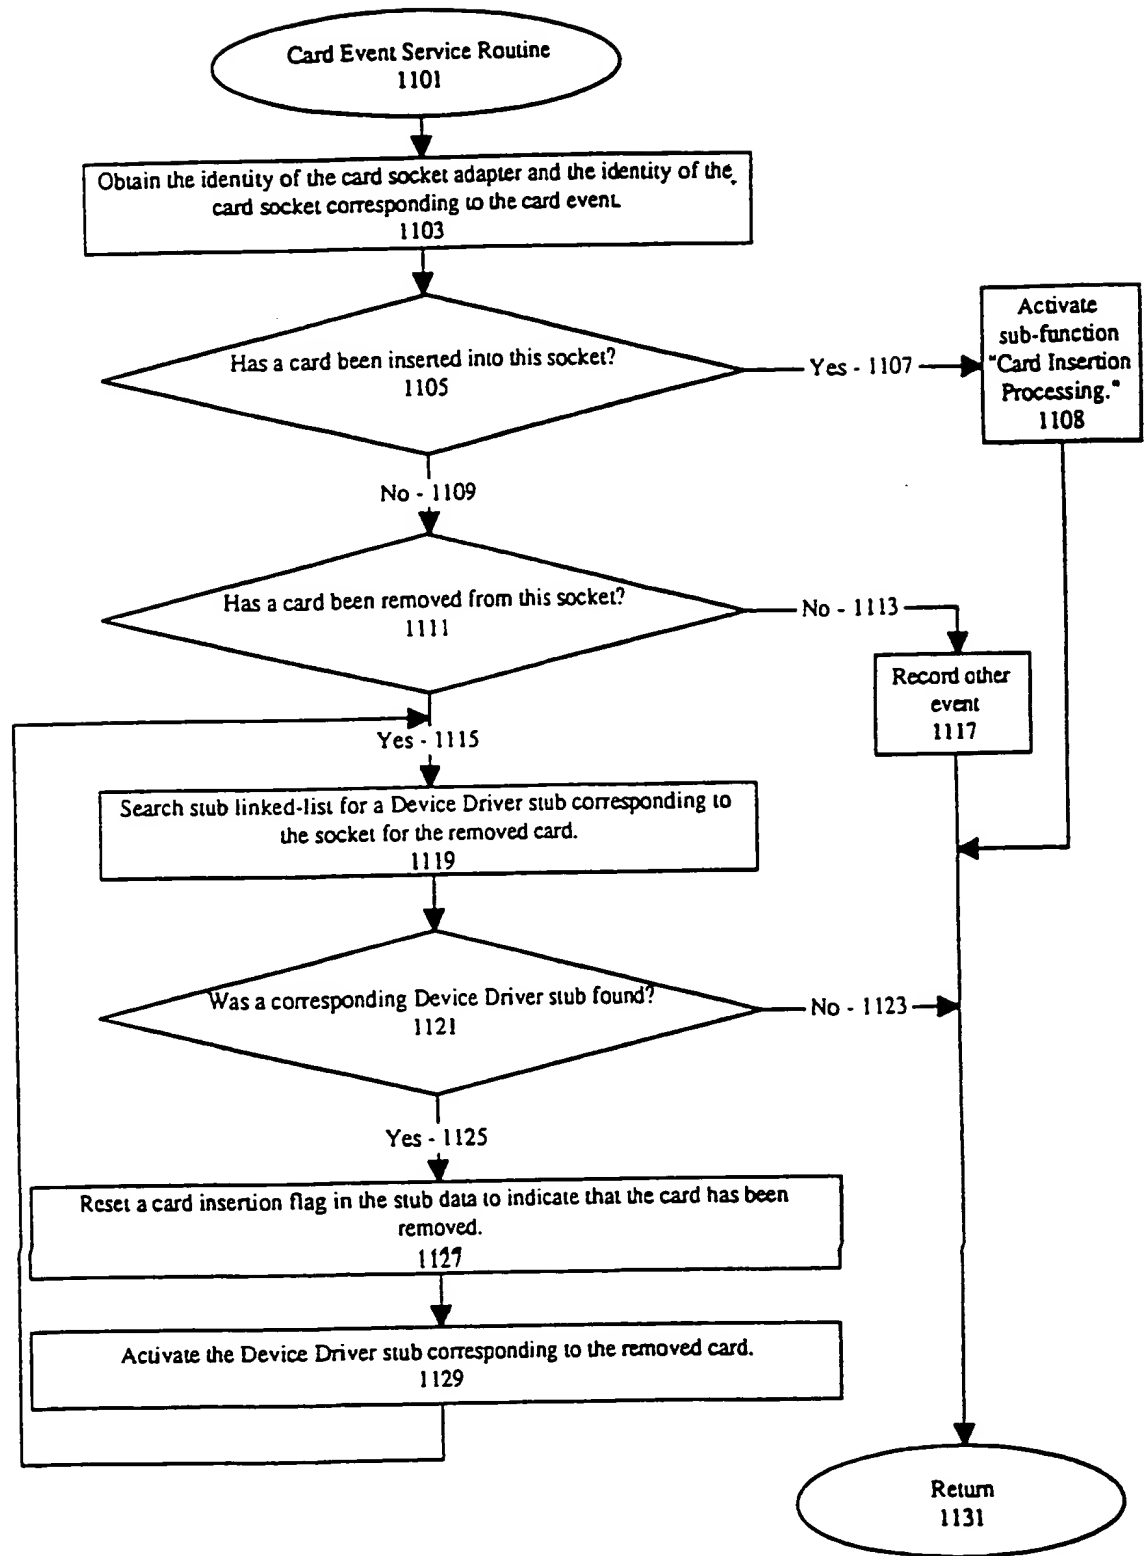 Card Event Service Routine
1101
Obtain the identity of the card socket adapter and the identity of the
card socket corresponding to the card event.
1103
Has a card been inserted into this socket?
1105
Yes - 1107
Activate
sub-function
"Card Insertion
Processing."
1108
No - 1109
Has a card been removed from this socket?
1111
No - 1113
Record other
event
1117
Yes - 1115
Search stub linked-list for a Device Driver stub corresponding to
the socket for the removed card.
1119
Was a corresponding Device Driver stub found?
1121
No - 1123
Yes - 1125
Reset a card insertion flag in the stub data to indicate that the card has been
removed.
1127
Activate the Device Driver stub corresponding to the removed card.
1129
Return
1131